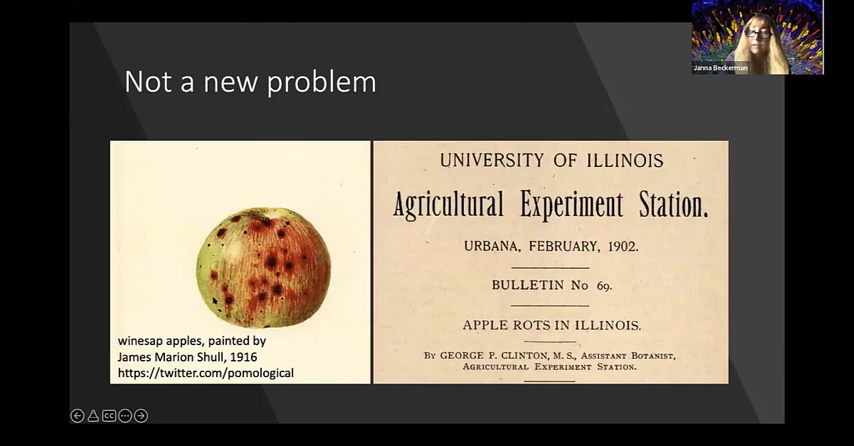 Janna Beckerman
Not a new problem
winesap apples, painted by
James Marion Shull, 1916
https://twitter.com/pomological
UNIVERSITY OF ILLINOIS
Agricultural Experiment Station.
URBANA, FEBRUARY, 1902.
BULLETIN No 69.
APPLE ROTS IN ILLINOIS.
By GEORGE P. CLINTON, M. S., Assistant Botanist,
Agricultural Experiment Station.
CC